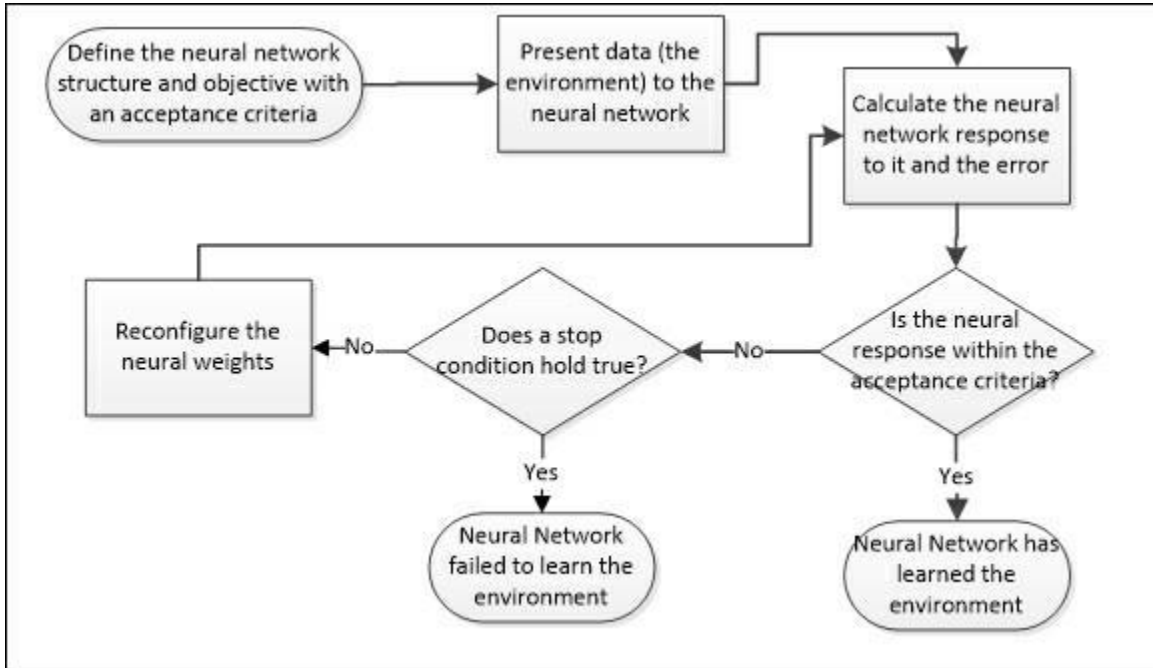 Define the neural network
structure and objective with
an acceptance criteria
Present data (the
environment) to the
neural network
Calculate the neural
network response
to it and the error
Is the neural
response within the
acceptance criteria?
No
Does a stop
condition hold true?
No
Reconfigure the
neural weights
Yes
Neural Network
failed to learn the
environment
Yes
Neural Network has
learned the
environment